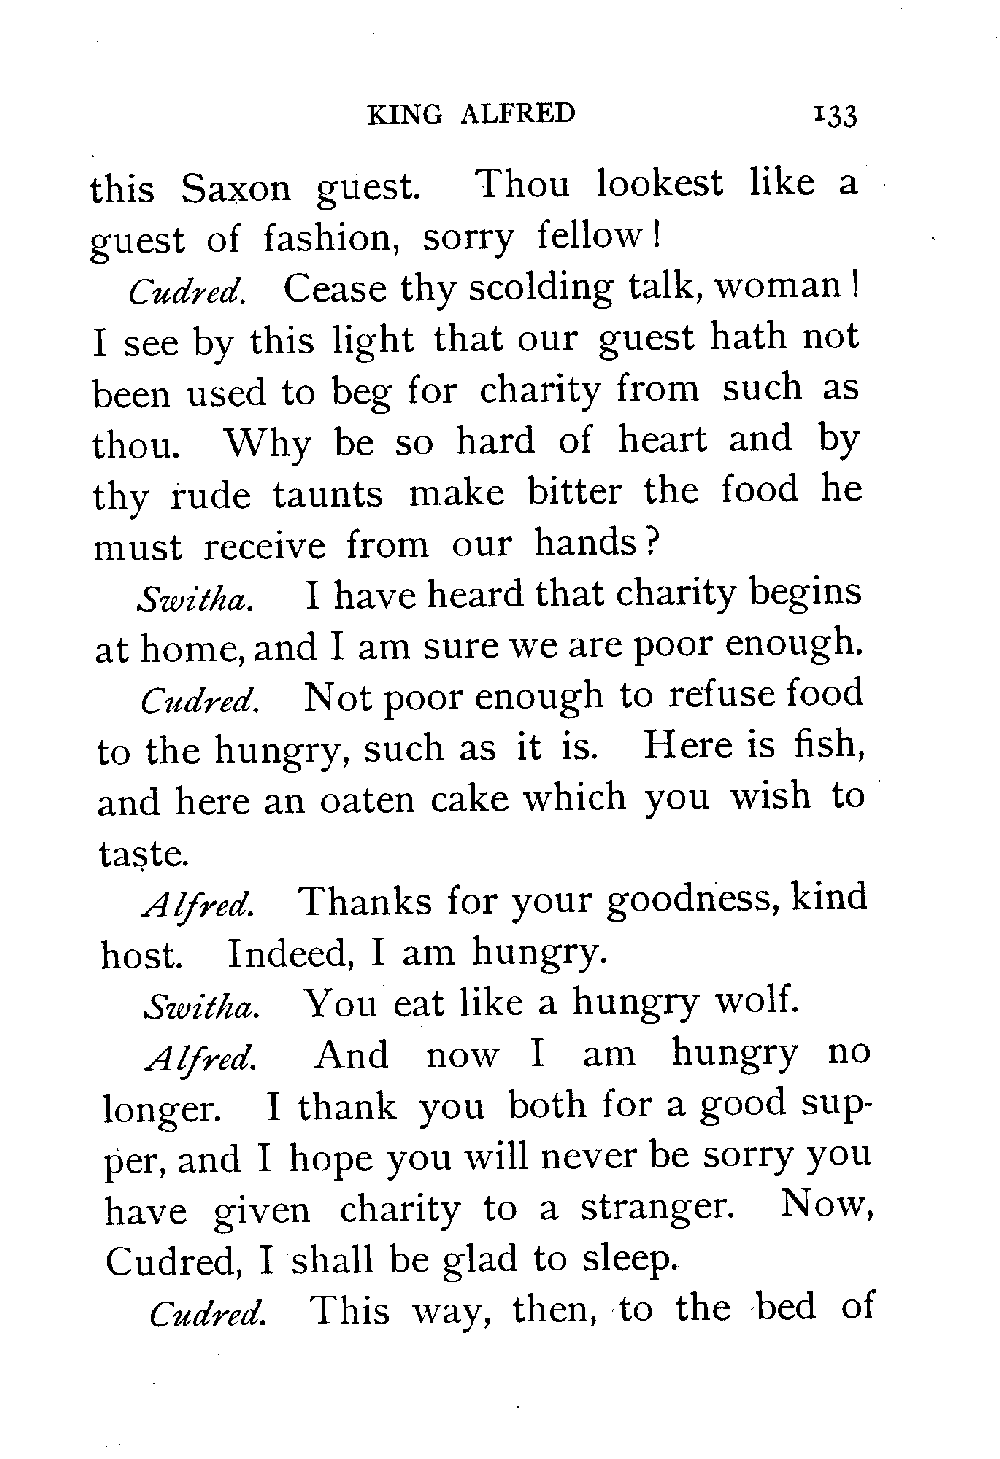 KING ALFRED 133
this Saxon guest. Thou lookest like a
guest of fashion, sorry fellow!
Cudred. Cease thy scolding talk, woman!
I see by this light that our guest hath not
been used to beg for charity from such as
thou. Why be so hard of heart and by
thy rude taunts make bitter the food he
must receive from our hands?
Switha. I have heard that charity begins
at home, and I am sure we are poor enough.
Cudred. Not poor enough to refuse food
to the hungry, such as it is. Here is fish,
and here an oaten cake which you wish to
taste.
Alfred. Thanks for your goodness, kind
host. Indeed, I am hungry.
Switha. You eat like a hungry wolf.
Alfred. And now I am hungry no
longer. I thank you both for a good sup-
per, and I hope you will never be sorry you
have given charity to a stranger. Now,
Cudred, I shall be glad to sleep.
Cudred. This way, then, to the bed of